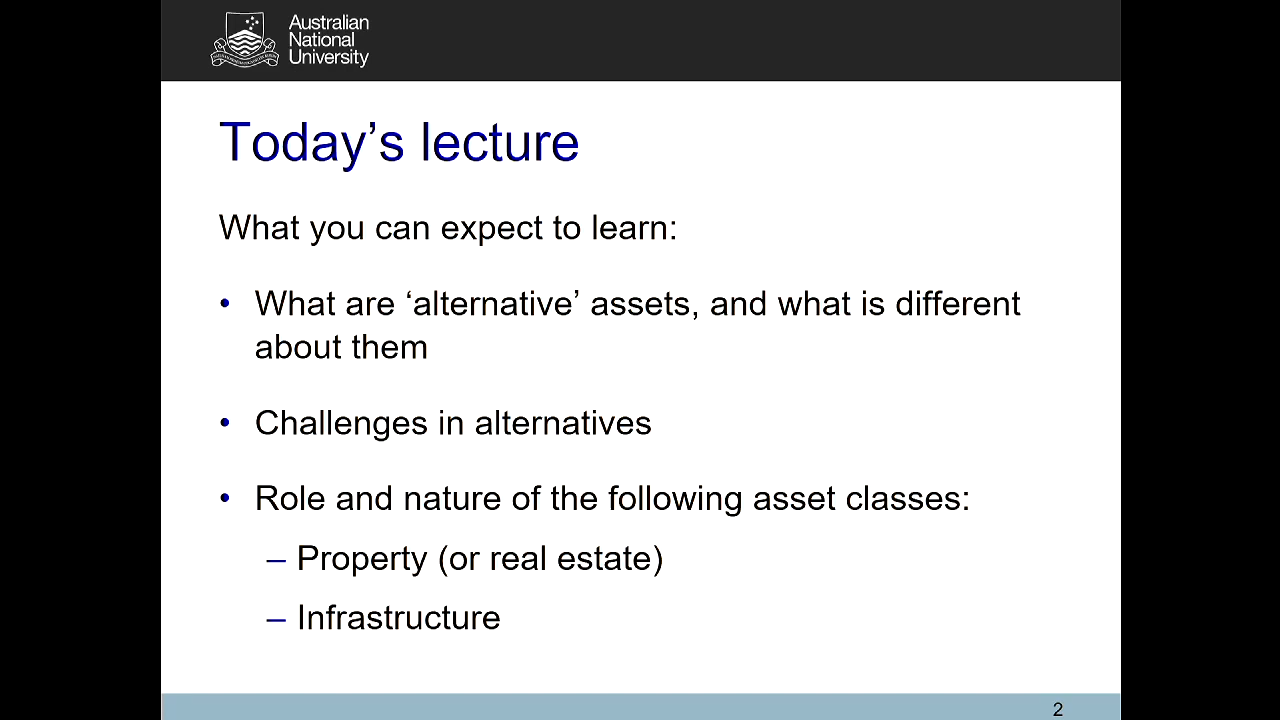 Australian
National
University
Today’s lecture
What you can expect to learn:
• What are ‘alternative’ assets, and what is different
about them
• Challenges in alternatives
• Role and nature of the following asset classes:
– Property (or real estate)
– Infrastructure
2